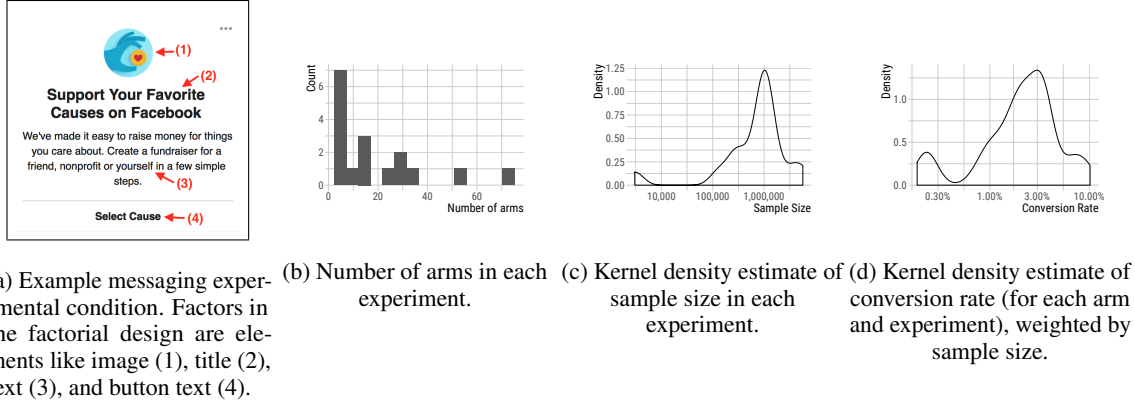 (1)
(2)
Support Your Favorite
Causes on Facebook
We've made it easy to raise money for things
you care about. Create a fundraiser for a
friend, nonprofit or yourself in a few simple
steps.
(3)
Select Cause
(4)
Count
6
4
2
0
0
20
40
60
Number of arms
Density
1.25
1.00
0.75
0.50
0.25
0.00
10,000
100,000
1,000,000
Sample Size
Density
1.0
0.5
0.0
0.30%
1.00%
3.00%
10.00%
Conversion Rate
a) Example messaging exper-
mental condition. Factors in
he factorial design are ele-
nents like image (1), title (2),
ext (3), and button text (4).
(b) Number of arms in each
experiment.
(c) Kernel density estimate of
sample size in each
experiment.
(d) Kernel density estimate of
conversion rate (for each arm
and experiment), weighted by
sample size.